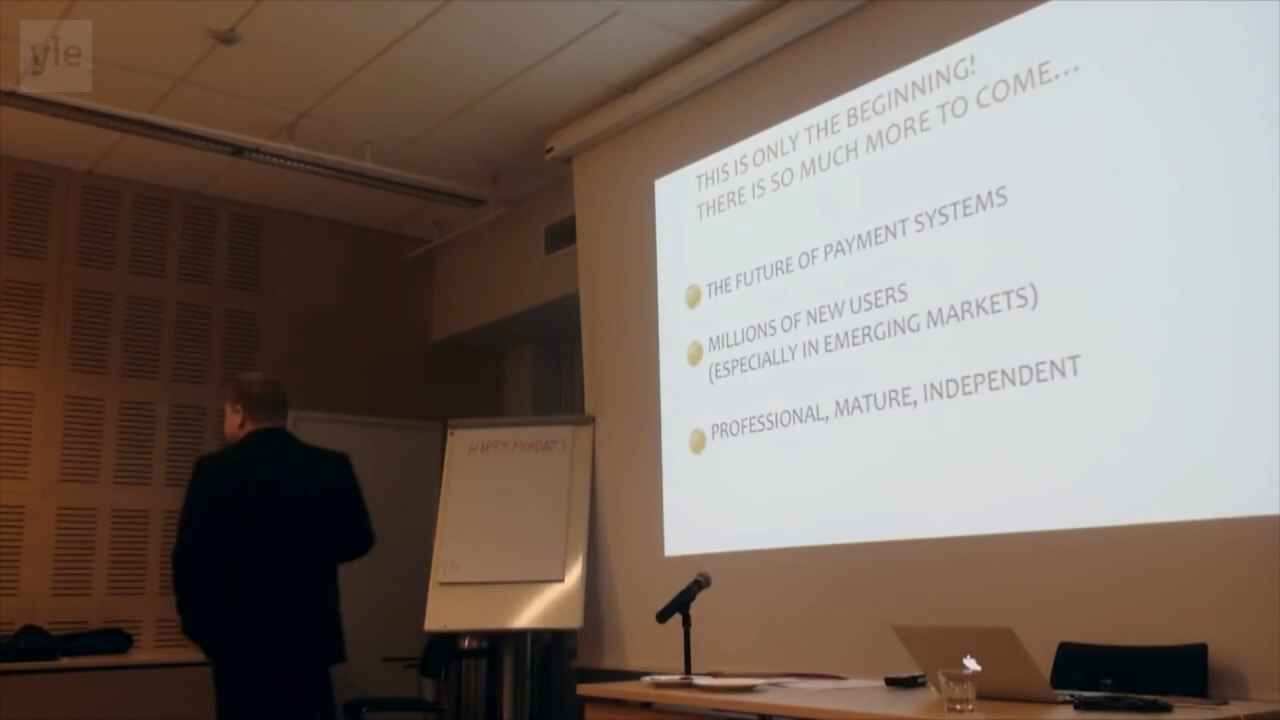 yle
THIS IS ONLY THE BEGINNING!
THERE IS SO MUCH MORE TO COME...
THE FUTURE OF PAYMENT SYSTEMS
MILLIONS OF NEW USERS
(ESPECIALLY IN EMERGING MARKETS)
PROFESSIONAL, MATURE, INDEPENDENT
HAPPY